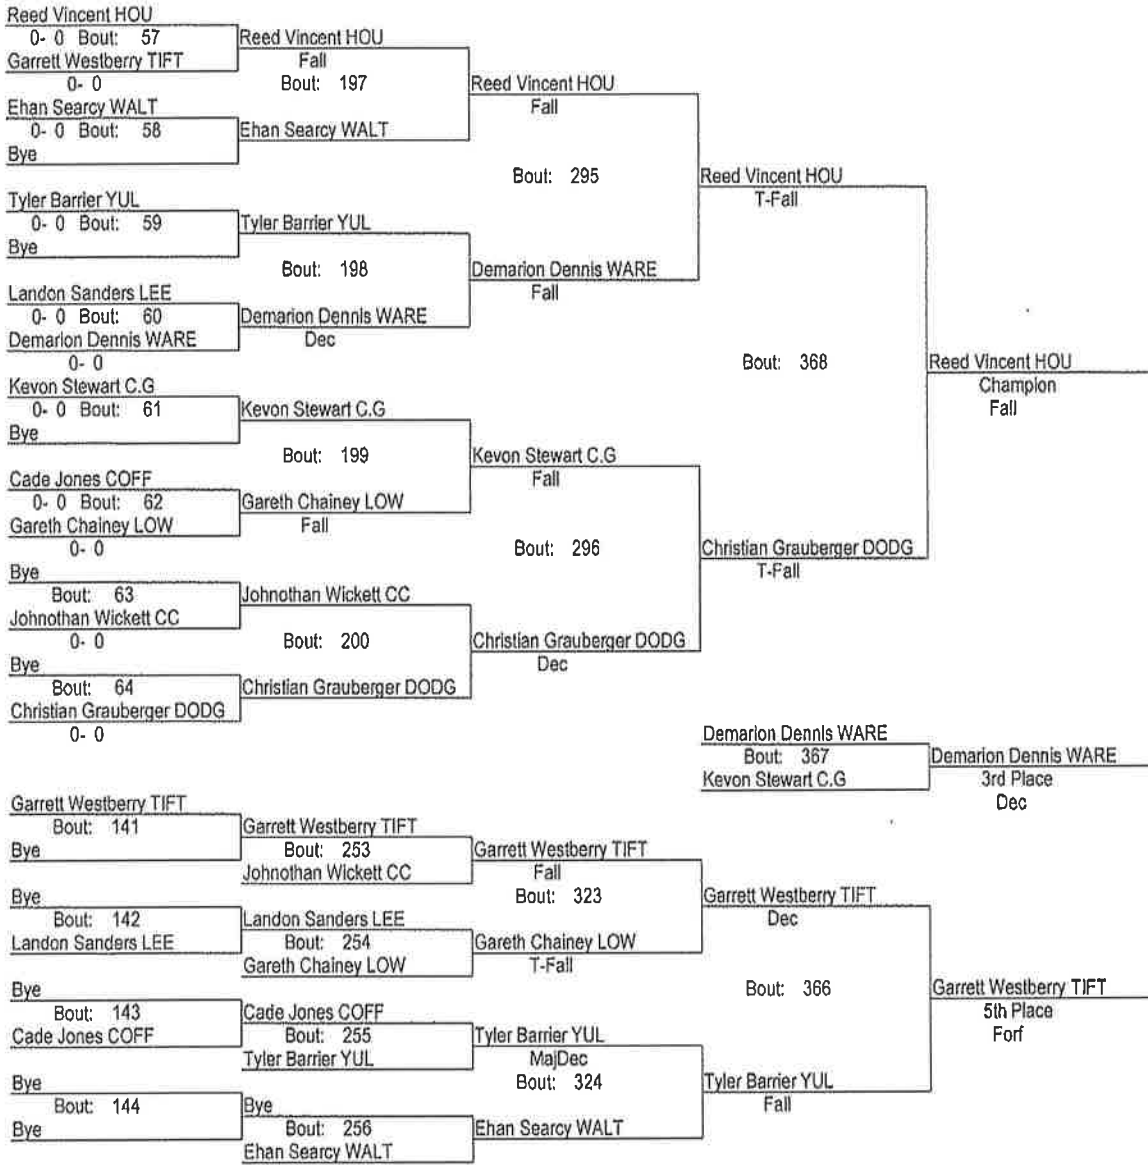 Reed Vincent HOU
0- 0 Bout: 57
Garrett Westberry TIFT
0- 0
Ehan Searcy WALT
0- 0 Bout: 58
Bye
Tyler Barrier YUL
0- 0 Bout: 59
Bye
Landon Sanders LEE
0- 0 Bout: 60
Demarion Dennis WARE
0- 0
Kevon Stewart C.G
0- 0 Bout: 61
Bye
Cade Jones COFF
0- 0 Bout: 62
Gareth Chainey LOW
0- 0
Bye
Bout: 63
Johnothan Wickett CC
0- 0
Bye
Bout: 64
Christian Grauberger DODG
0- 0
Reed Vincent HOU
Fall
Bout: 197
Ehan Searcy WALT
Tyler Barrier YUL
Bout: 198
Demarion Dennis WARE
Dec
Kevon Stewart C.G
Bout: 199
Gareth Chainey LOW
Fall
Johnothan Wickett CC
Bout: 200
Christian Grauberger DODG
Reed Vincent HOU
Fall
Bout: 295
Demarion Dennis WARE
Fall
Kevon Stewart C.G
Fall
Bout: 296
Christian Grauberger DODG
Dec
Reed Vincent HOU
T-Fall
Bout: 368
Christian Grauberger DODG
T-Fall
Reed Vincent HOU
Champion
Fall
Demarion Dennis WARE
Bout: 367
Kevon Stewart C.G
Demarion Dennis WARE
3rd Place
Dec
Garrett Westberry TIFT
Bout: 141
Bye
Bye
Bout: 142
Landon Sanders LEE
Bye
Bout: 143
Cade Jones COFF
Bye
Bout: 144
Bye
Garrett Westberry TIFT
Bout: 253
Johnothan Wickett CC
Landon Sanders LEE
Bout: 254
Gareth Chainey LOW
Cade Jones COFF
Bout: 255
Tyler Barrier YUL
Bye
Bout: 256
Ehan Searcy WALT
Garrett Westberry TIFT
Fall
Bout: 323
Gareth Chainey LOW
T-Fall
Tyler Barrier YUL
MajDec
Bout: 324
Ehan Searcy WALT
Garrett Westberry TIFT
Dec
Bout: 366
Tyler Barrier YUL
Fall
Garrett Westberry TIFT
5th Place
Forf